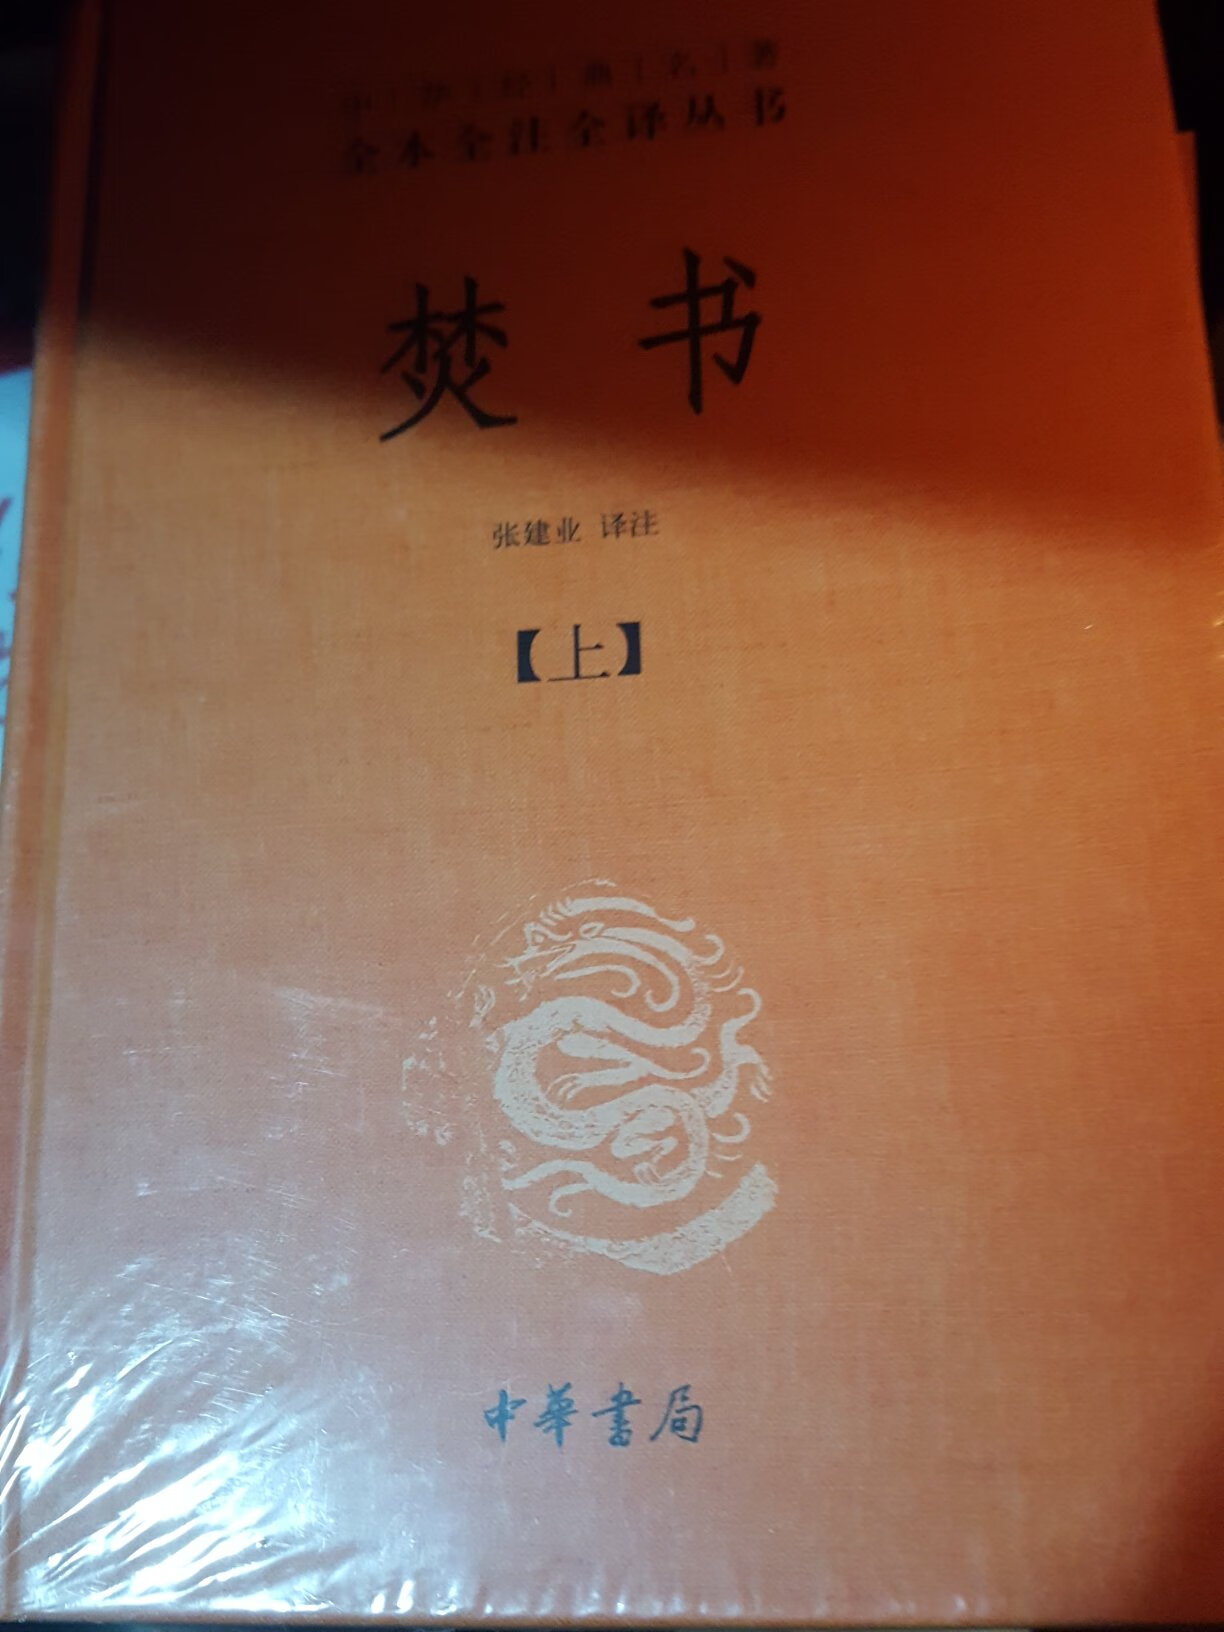 中|华|经|典|名|著
全本全注全译丛书
焚书
张建业 译注
【上】
中華書局